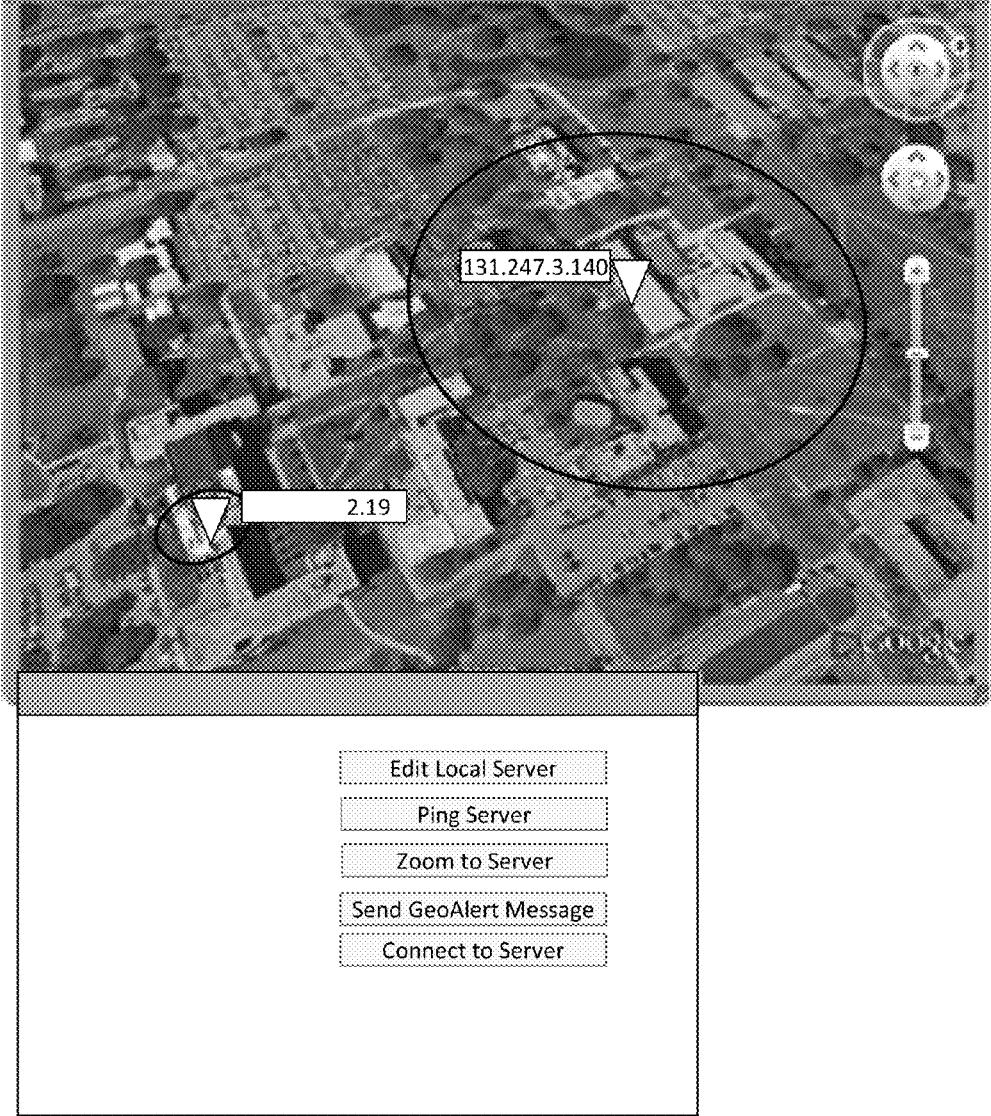 131.247.3.140
2.19
Edit Local Server
Ping Server
Zoom to Server
Send GeoAlert Message
Connect to Server